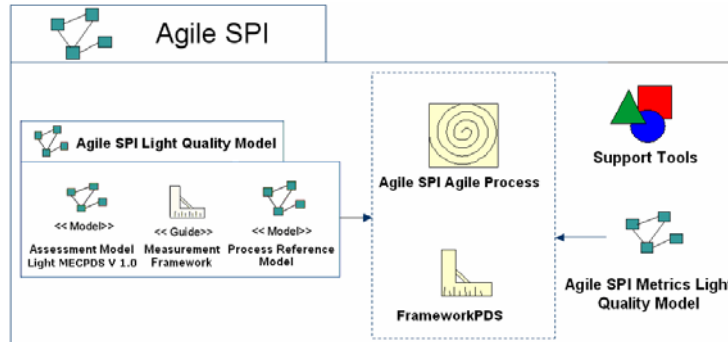 Agile SPI
Agile SPI Light Quality Model
<< Model>>
Assessment Model
Light MECPDS V 1.0
<< Guide>>
Measurement
Framework
<< Model>>
Process Reference
Model
Agile SPI Agile Process
FrameworkPDS
Support Tools
Agile SPI Metrics Light
Quality Model